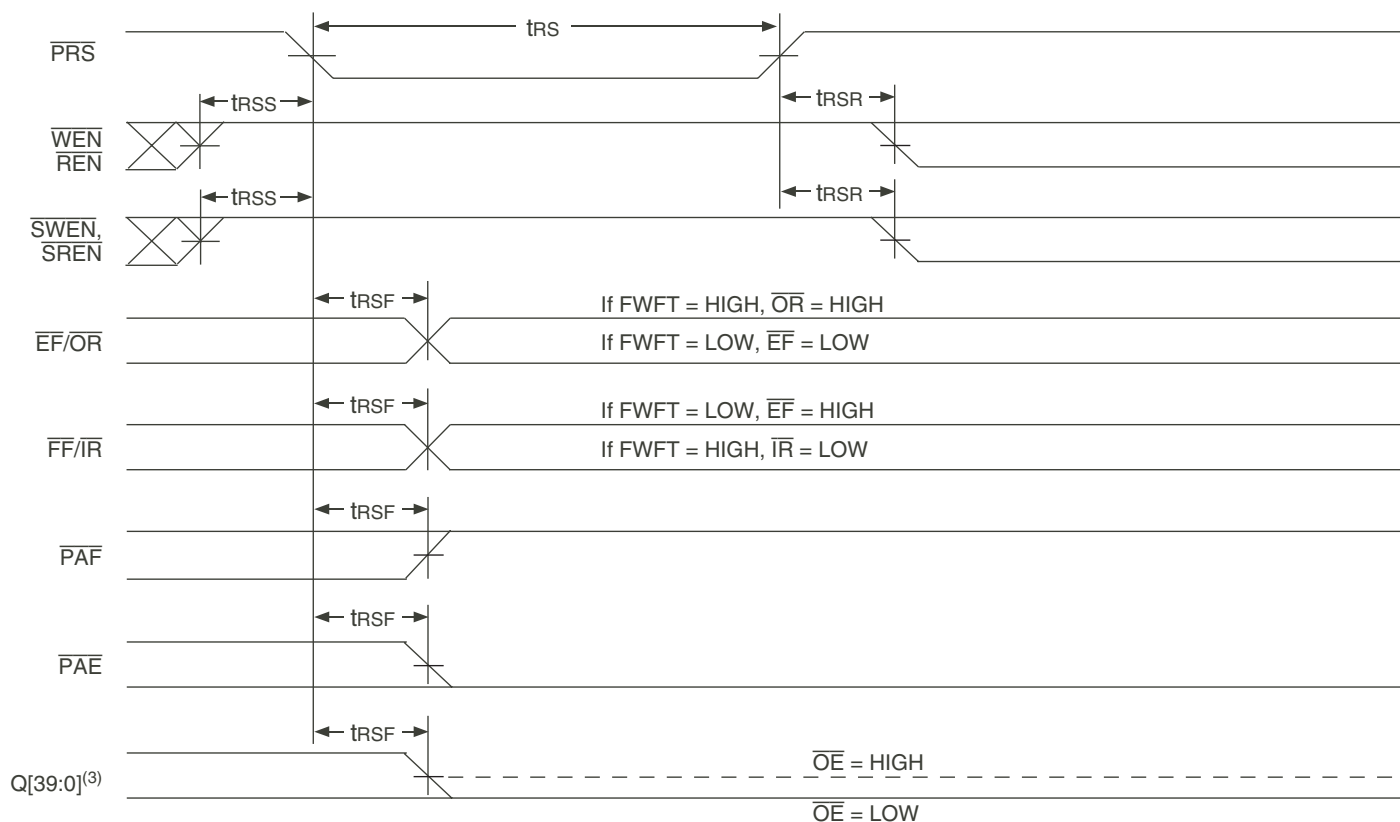 tRS
PRS
tRSS
tRSR
WEN
REN
tRSS
tRSR
SWEN,
SREN
tRSF
If FWFT = HIGH, OR = HIGH
EF/OR
If FWFT = LOW, EF = LOW
tRSF
If FWFT = LOW, EF = HIGH
FF/IR
If FWFT = HIGH, IR = LOW
tRSF
PAF
tRSF
PAE
tRSF
OE = HIGH
Q[39:0](3)
OE = LOW